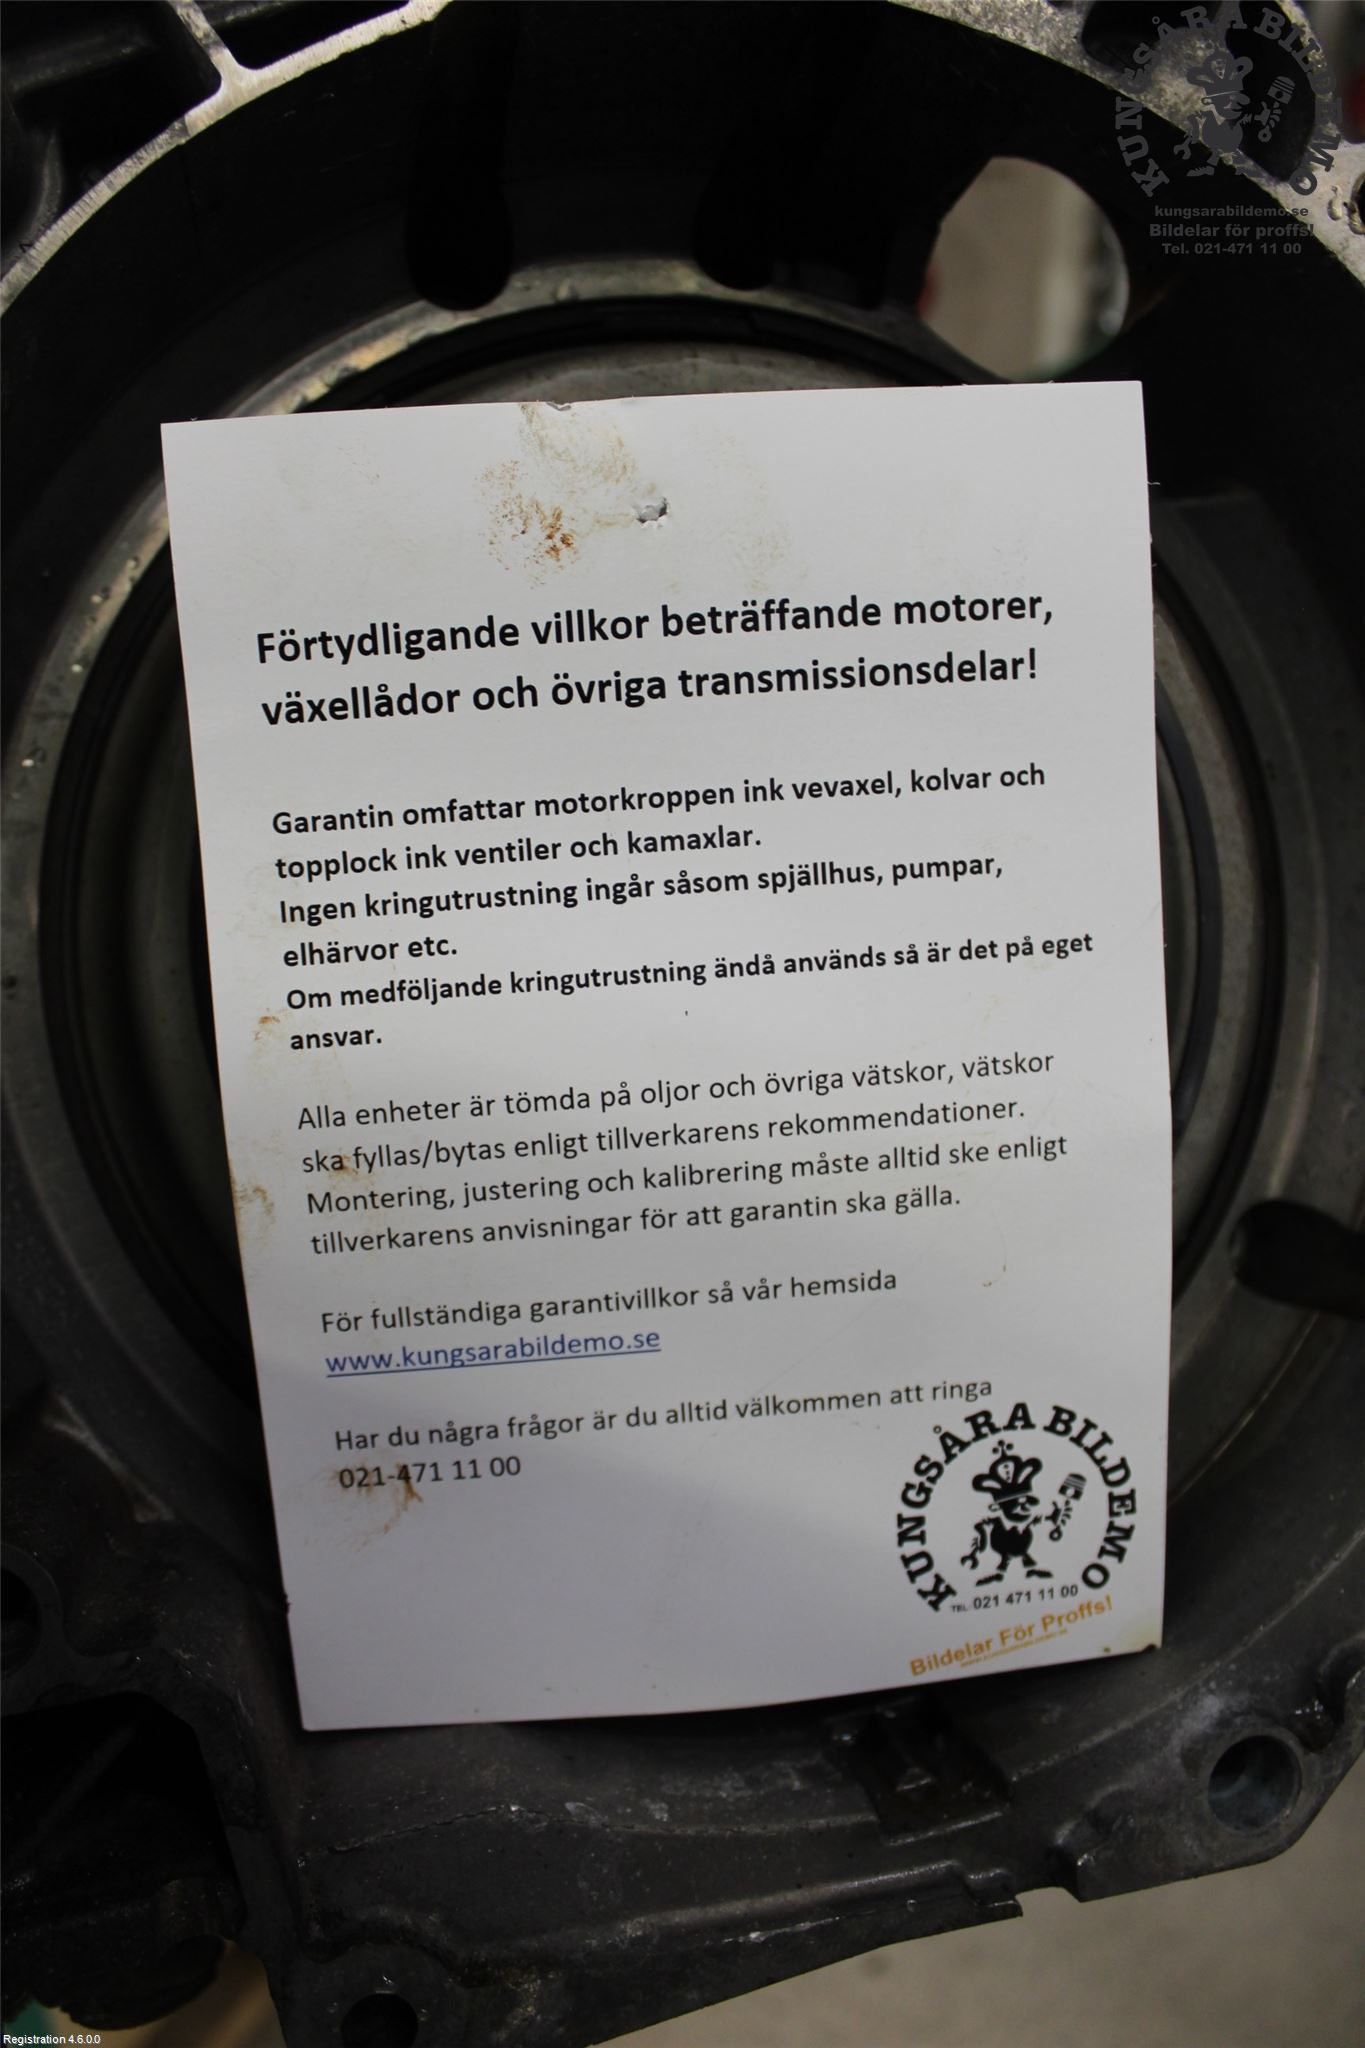 KUNGSÅRA BILDEMO
kungsarabildemo.se
Bildelar för proffs!
Tel. 021-471 11 00
Förtydligande villkor beträffande motorer,
växellådor och övriga transmissionsdelar!
Garantin omfattar motorkroppen ink vevaxel, kolvar och
topplock ink ventiler och kamaxlar.
Ingen kringutrustning ingår såsom spjällhus, pumpar,
elhärvor etc.
Om medföljande kringutrustning ändå används så är det på eget
ansvar.
Alla enheter är tömda på oljor och övriga vätskor, vätskor
ska fyllas/bytas enligt tillverkarens rekommendationer.
Montering, justering och kalibrering måste alltid ske enligt
tillverkarens anvisningar för att garantin ska gälla.
För fullständiga garantivillkor så vår hemsida
www.kungsarabildemo.se
Har du några frågor är du alltid välkommen att ringa
021-471 11 00
KUNGSÅRA BILDEMO
TEL. 021 471 11 00
Bildelar För Proffs!
Registration 4.6.0.0